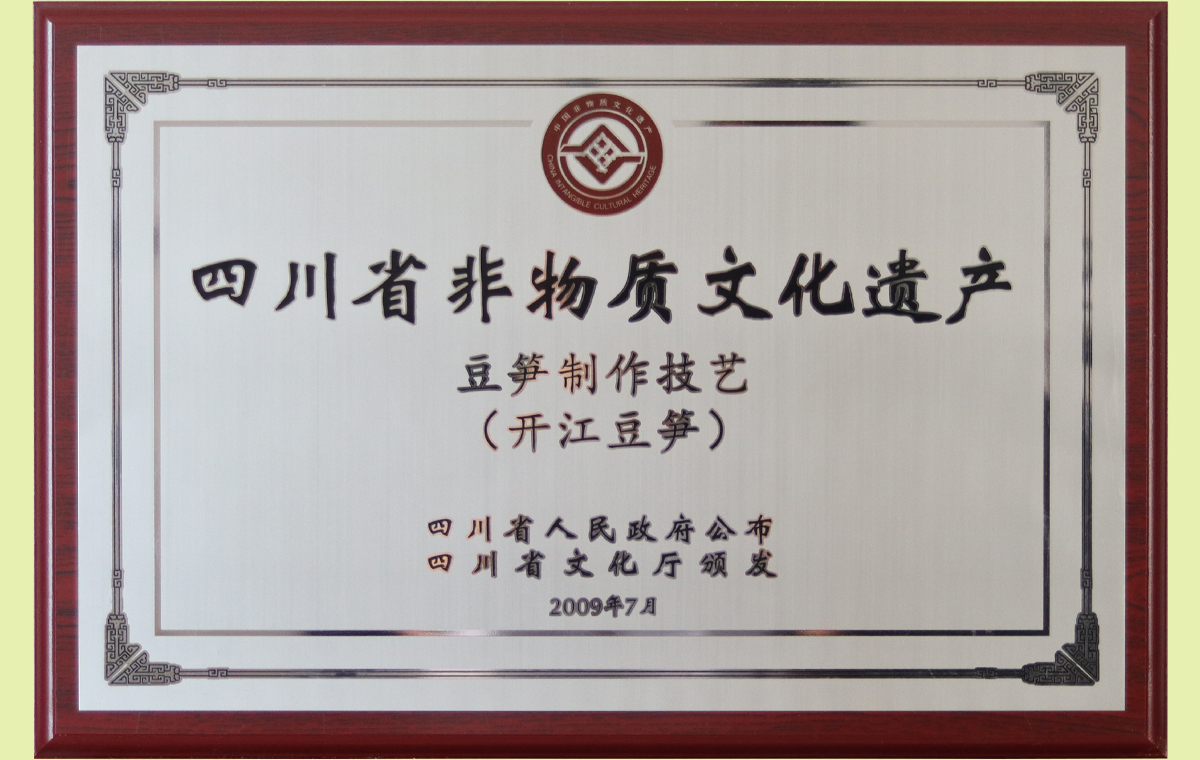 中国非物质文化遗产
CHINA INTANGIBLE CULTURAL HERITAGE
四川省非物质文化遗产
豆笋制作技艺
（开江豆笋）
四川省人民政府公布
四川省文化厅颁发
2009年7月